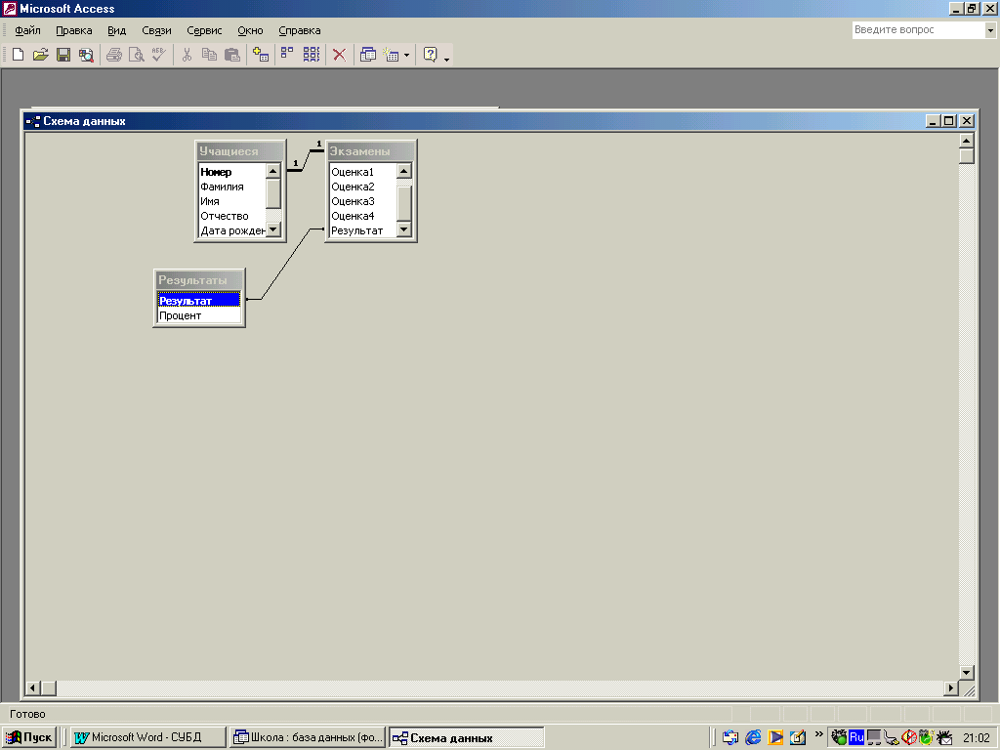 Microsoft Access
Файл Правка Вид Связи Сервис Окно Справка
Введите вопрос
Схема данных
Учащиеся
Номер
Фамилия
Имя
Отчество
Дата рожден
1
1
Экзамены
Оценка1
Оценка2
Оценка3
Оценка4
Результат
Результаты
Результат
Процент
Готово
Пуск
Microsoft Word - СУБД
Школа : база данных (фо...
Схема данных
»
Ru
21:02